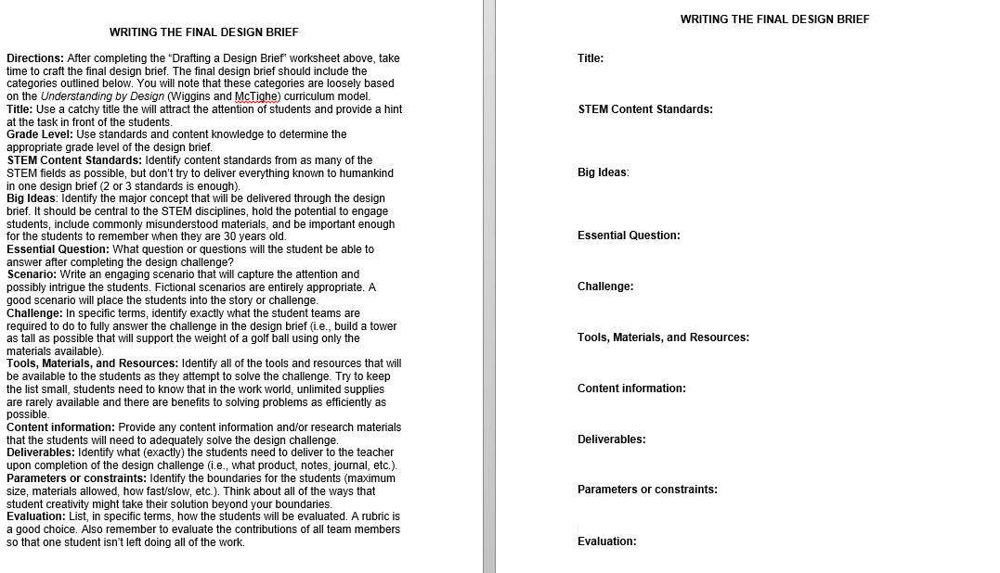 WRITING THE FINAL DESIGN BRIEF
Directions: After completing the “Drafting a Design Brief” worksheet above, take
time to craft the final design brief. The final design brief should include the
categories outlined below. You will note that these categories are loosely based
on the Understanding by Design (Wiggins and McTighe) curriculum model.
Title: Use a catchy title the will attract the attention of students and provide a hint
at the task in front of the students.
Grade Level: Use standards and content knowledge to determine the
appropriate grade level of the design brief.
STEM Content Standards: Identify content standards from as many of the
STEM fields as possible, but don’t try to deliver everything known to humankind
in one design brief (2 or 3 standards is enough).
Big Ideas: Identify the major concept that will be delivered through the design
brief. It should be central to the STEM disciplines, hold the potential to engage
students, include commonly misunderstood materials, and be important enough
for the students to remember when they are 30 years old.
Essential Question: What question or questions will the student be able to
answer after completing the design challenge?
Scenario: Write an engaging scenario that will capture the attention and
possibly intrigue the students. Fictional scenarios are entirely appropriate. A
good scenario will place the students into the story or challenge.
Challenge: In specific terms, identify exactly what the student teams are
required to do to fully answer the challenge in the design brief (i.e., build a tower
as tall as possible that will support the weight of a golf ball using only the
materials available).
Tools, Materials, and Resources: Identify all of the tools and resources that will
be available to the students as they attempt to solve the challenge. Try to keep
the list small, students need to know that in the work world, unlimited supplies
are rarely available and there are benefits to solving problems as efficiently as
possible.
Content information: Provide any content information and/or research materials
that the students will need to adequately solve the design challenge.
Deliverables: Identify what (exactly) the students need to deliver to the teacher
upon completion of the design challenge (i.e., what product, notes, journal, etc.).
Parameters or constraints: Identify the boundaries for the students (maximum
size, materials allowed, how fast/slow, etc.). Think about all of the ways that
student creativity might take their solution beyond your boundaries.
Evaluation: List, in specific terms, how the students will be evaluated. A rubric is
a good choice. Also remember to evaluate the contributions of all team members
so that one student isn’t left doing all of the work.
WRITING THE FINAL DESIGN BRIEF
Title:
STEM Content Standards:
Big Ideas:
Essential Question:
Challenge:
Tools, Materials, and Resources:
Content information:
Deliverables:
Parameters or constraints:
Evaluation: